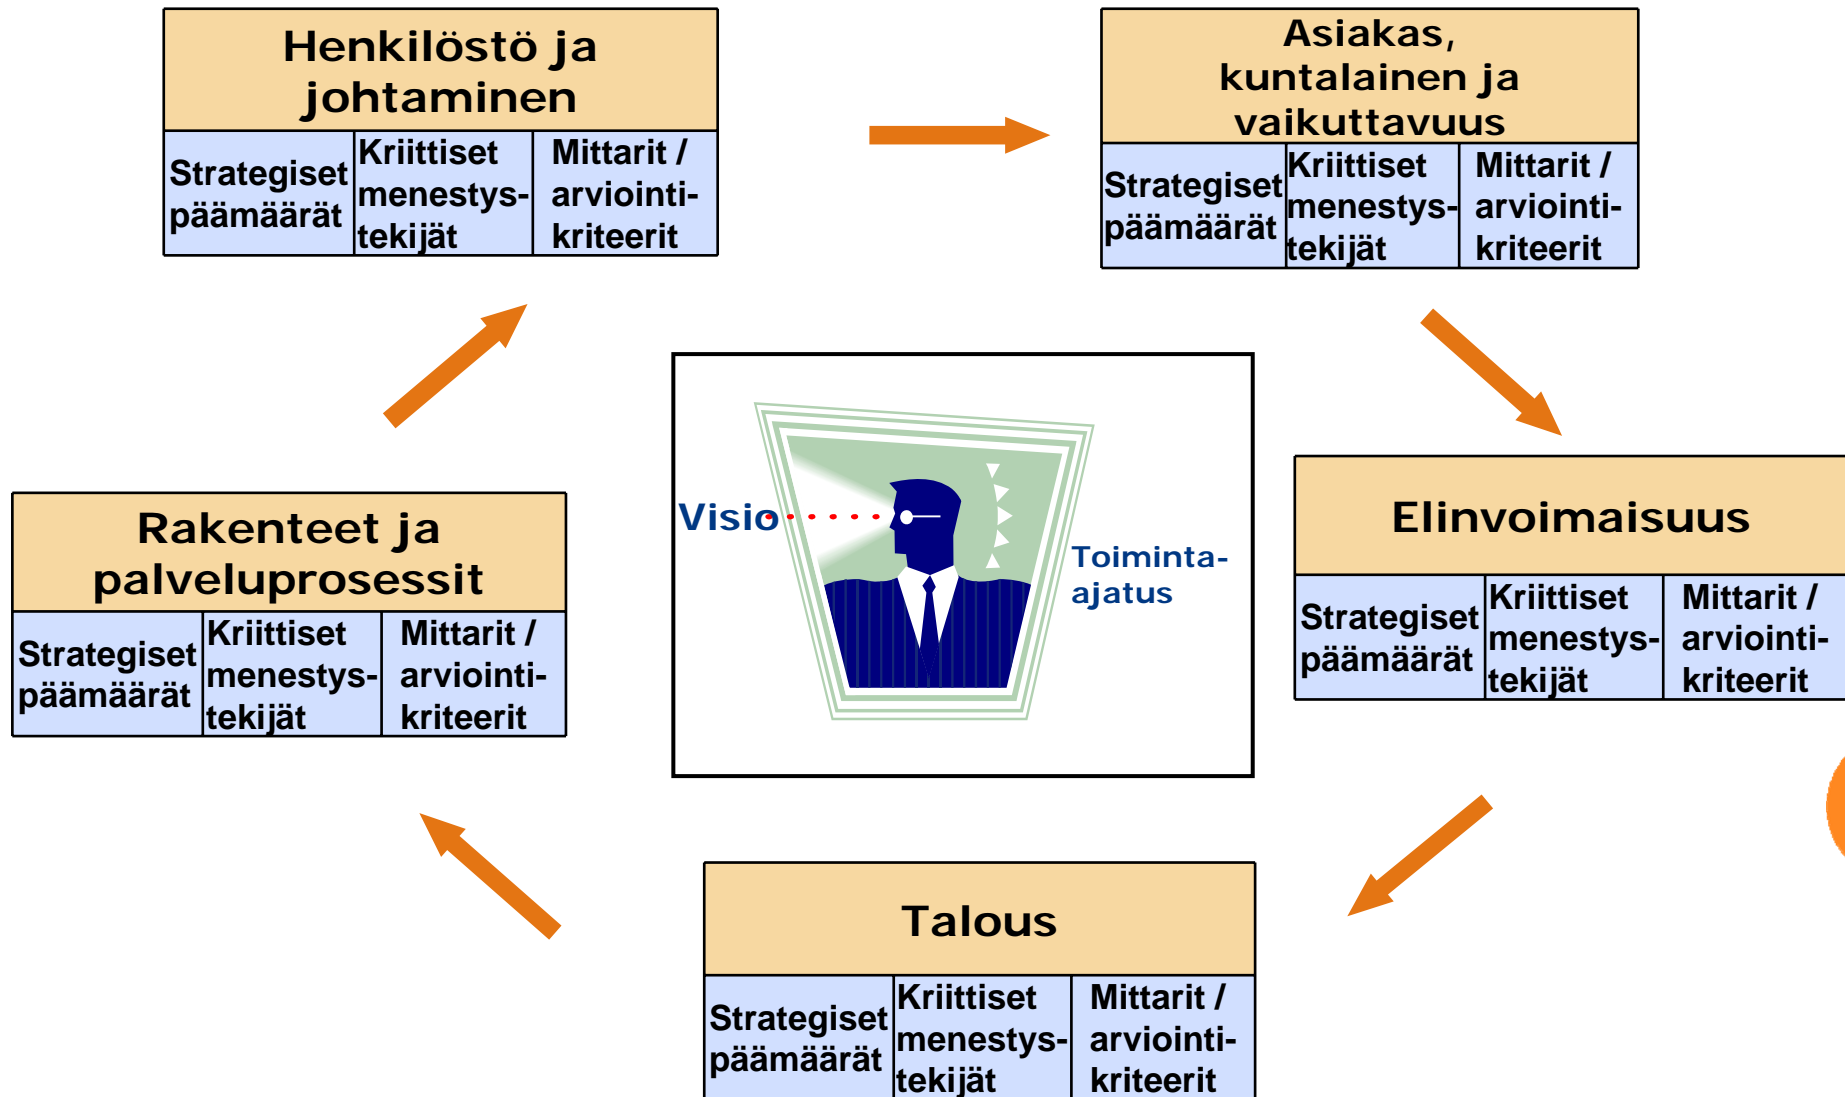 Henkilöstö ja
johtaminen
Strategiset
päämäärät
Kriittiset
menestys-
tekijät
Mittarit /
arviointi-
kriteerit
Asiakas,
kuntalainen ja
vaikuttavuus
Strategiset
päämäärät
Kriittiset
menestys-
tekijät
Mittarit /
arviointi-
kriteerit
Rakenteet ja
palveluprosessit
Strategiset
päämäärät
Kriittiset
menestys-
tekijät
Mittarit /
arviointi-
kriteerit
Visio
Toiminta-
ajatus
Elinvoimaisuus
Strategiset
päämäärät
Kriittiset
menestys-
tekijät
Mittarit /
arviointi-
kriteerit
Talous
Strategiset
päämäärät
Kriittiset
menestys-
tekijät
Mittarit /
arviointi-
kriteerit